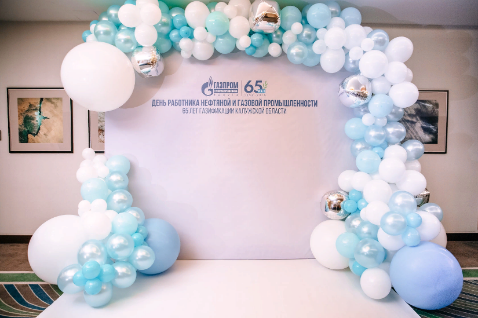 ГАЗПРОМ 65
ДЕНЬ РАБОТНИКА НЕФТЯНОЙ И ГАЗОВОЙ ПРОМЫШЛЕННОСТИ
65 ЛЕТ ГАЗИФИКАЦИИ КАЛУЖСКОЙ ОБЛАСТИ